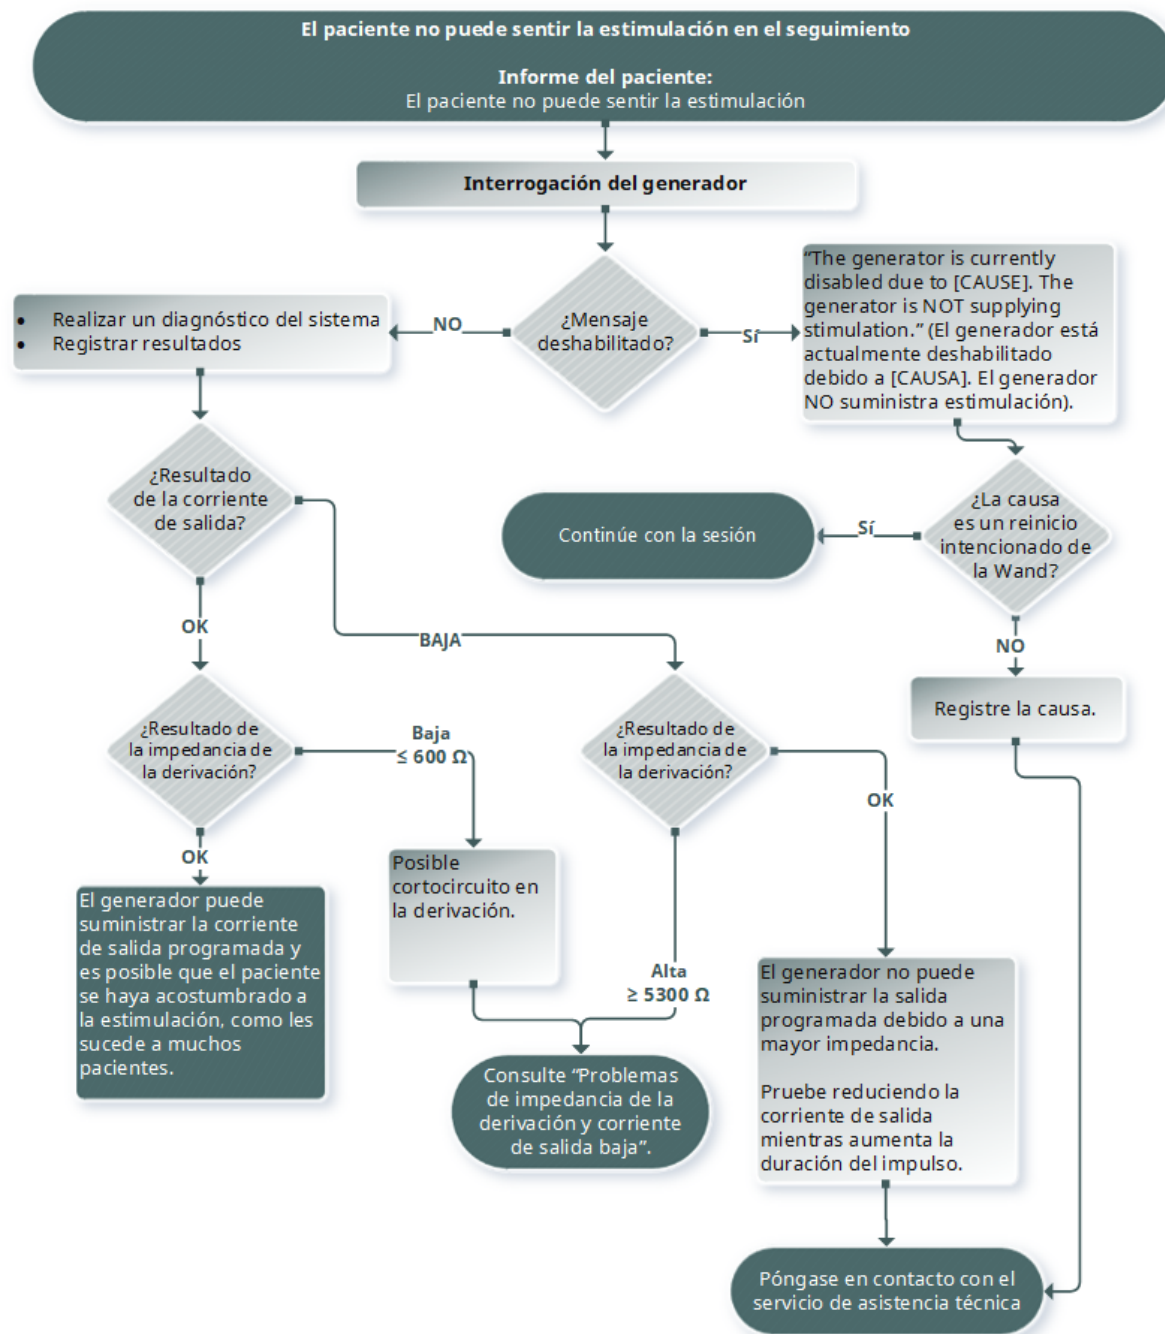 El paciente no puede sentir la estimulación en el seguimiento
Informe del paciente:
El paciente no puede sentir la estimulación
Interrogación del generador
¿Mensaje
deshabilitado?
NO
Sí
• Realizar un diagnóstico del sistema
• Registrar resultados
“The generator is currently
disabled due to [CAUSE]. The
generator is NOT supplying
stimulation.” (El generador está
actualmente deshabilitado
debido a [CAUSA]. El generador
NO suministra estimulación).
¿Resultado
de la corriente
de salida?
¿La causa
es un reinicio
intencionado de
la Wand?
Sí
Continúe con la sesión
NO
Registre la causa.
OK
BAJA
¿Resultado de
la impedancia de
la derivación?
Baja
≤ 600 Ω
¿Resultado de
la impedancia de
la derivación?
OK
OK
El generador puede
suministrar la corriente
de salida programada y
es posible que el paciente
se haya acostumbrado a
la estimulación, como les
sucede a muchos
pacientes.
Posible
cortocircuito en
la derivación.
Alta
≥ 5300 Ω
Consulte “Problemas
de impedancia de la
derivación y corriente
de salida baja”.
El generador no puede
suministrar la salida
programada debido a una
mayor impedancia.
Pruebe reduciendo la
corriente de salida
mientras aumenta la
duración del impulso.
Póngase en contacto con el
servicio de asistencia técnica